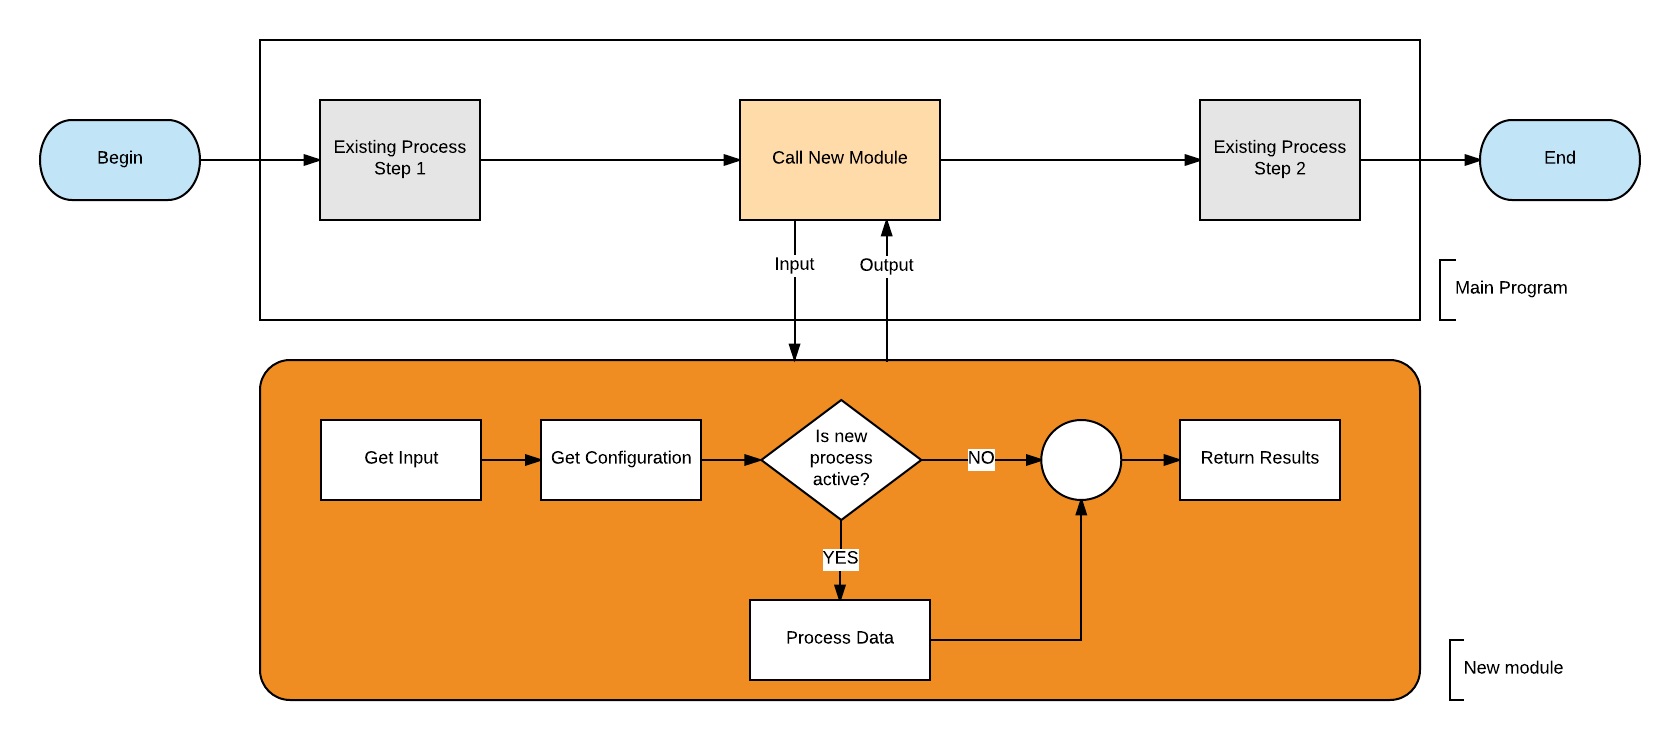 Begin
Existing Process
Step 1
Call New Module
Existing Process
Step 2
End
Input
Output
Main Program
Get Input
Get Configuration
Is new
process
active?
NO
Return Results
YES
Process Data
New module